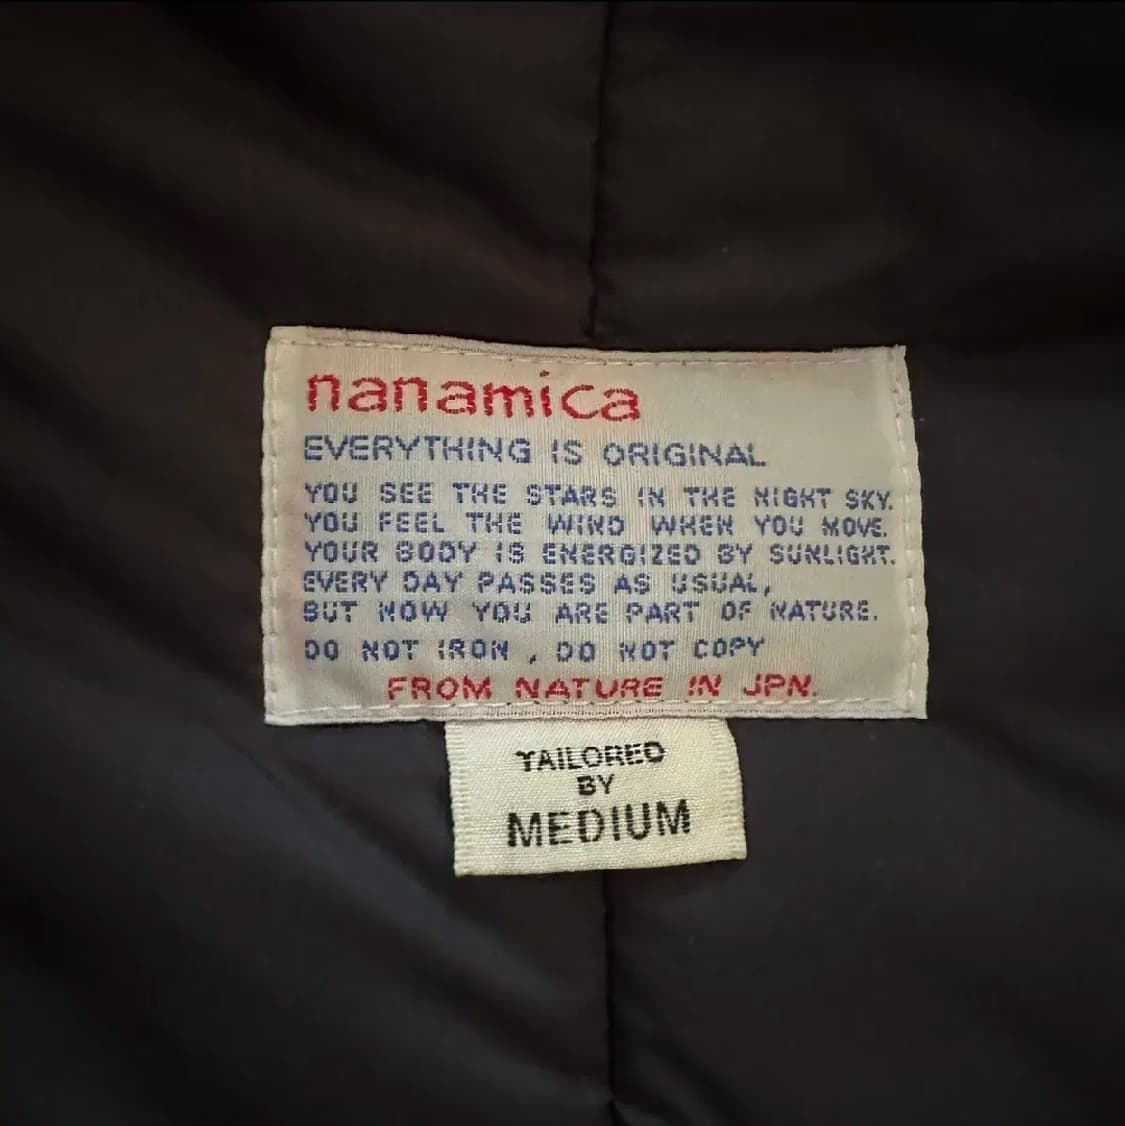 nanamica
EVERYTHING IS ORIGINAL
YOU SEE THE STARS IN THE NIGHT SKY.
YOU FEEL THE WIND WHEN YOU MOVE.
YOUR BODY IS ENERGIZED BY SUNLIGHT.
EVERY DAY PASSES AS USUAL,
BUT NOW YOU ARE PART OF NATURE.
DO NOT IRON , DO NOT COPY
FROM NATURE IN JPN.
TAILORED
BY
MEDIUM